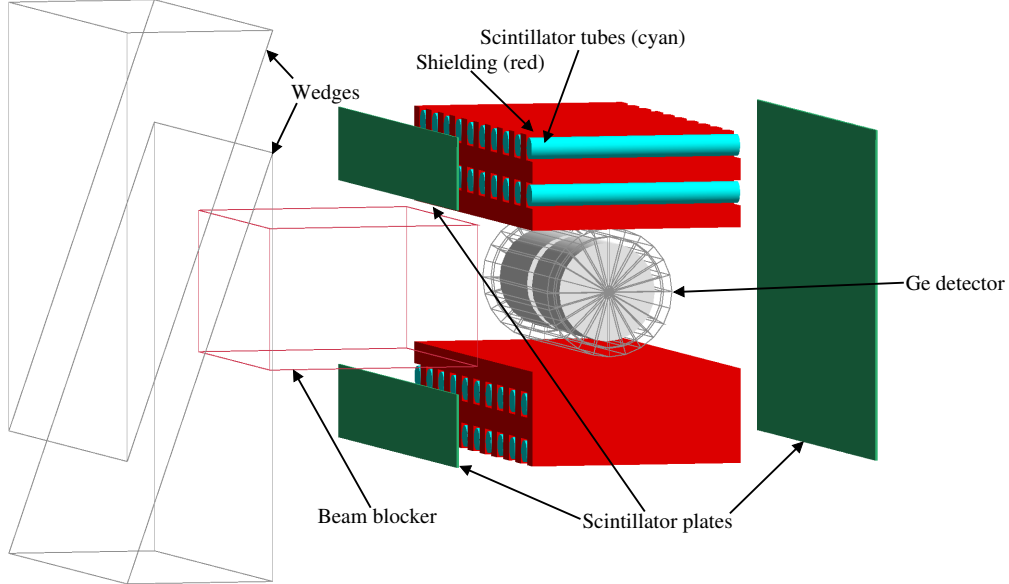 Scintillator tubes (cyan)
Shielding (red)
Wedges
Ge detector
Beam blocker
Scintillator plates